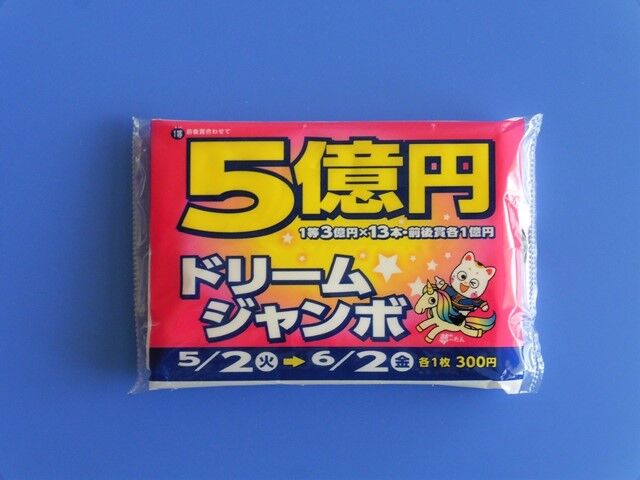 1等 前後賞合わせて
5億円
1等3億円×13本・前後賞各1億円
ドリーム
ジャンボ
5/2火→6/2金 各1枚 300円